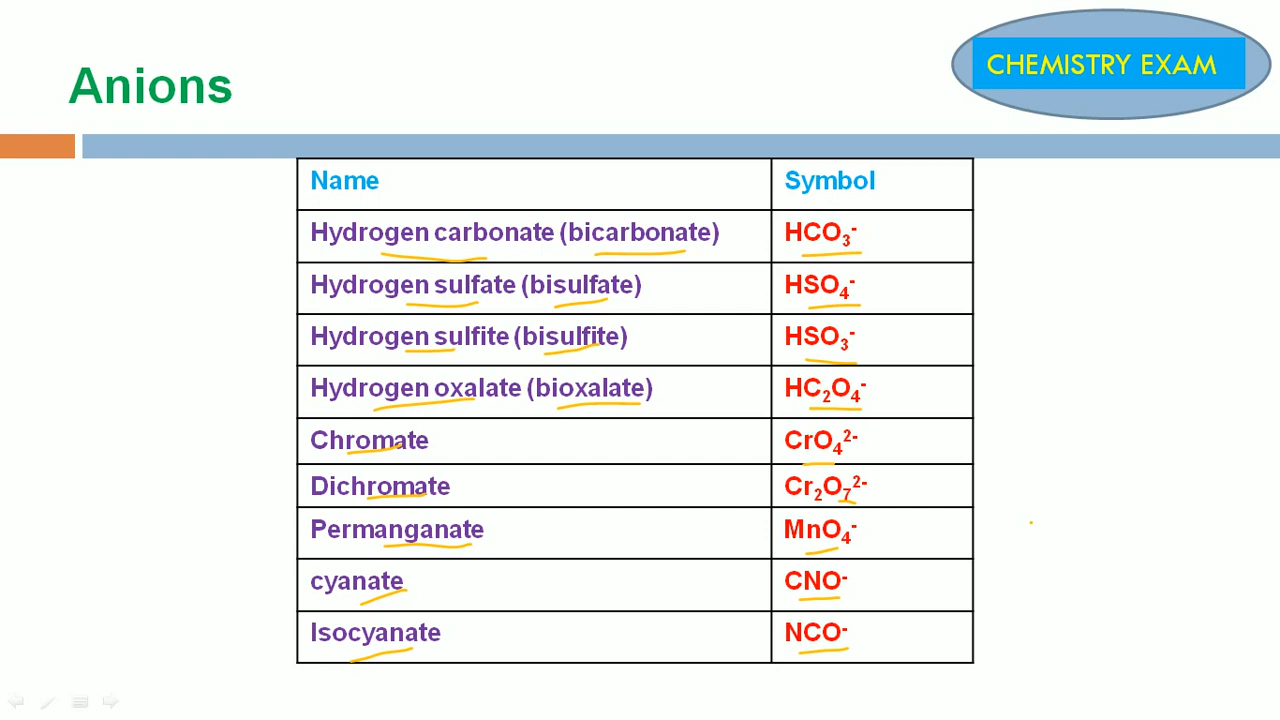 CHEMISTRY EXAM
Anions
Name Symbol
Hydrogen carbonate (bicarbonate) HCO₃⁻
Hydrogen sulfate (bisulfate) HSO₄⁻
Hydrogen sulfite (bisulfite) HSO₃⁻
Hydrogen oxalate (bioxalate) HC₂O₄⁻
Chromate CrO₄²⁻
Dichromate Cr₂O₇²⁻
Permanganate MnO₄⁻
cyanate CNO⁻
Isocyanate NCO⁻